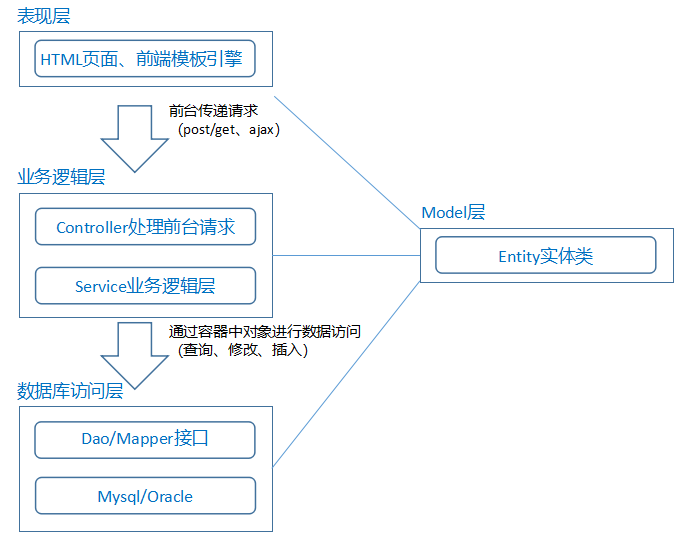 表现层
HTML页面、前端模板引擎
前台传递请求
（post/get、ajax）
业务逻辑层
Controller处理前台请求
Service业务逻辑层
Model层
Entity实体类
通过容器中对象进行数据访问
（查询、修改、插入）
数据库访问层
Dao/Mapper接口
Mysql/Oracle